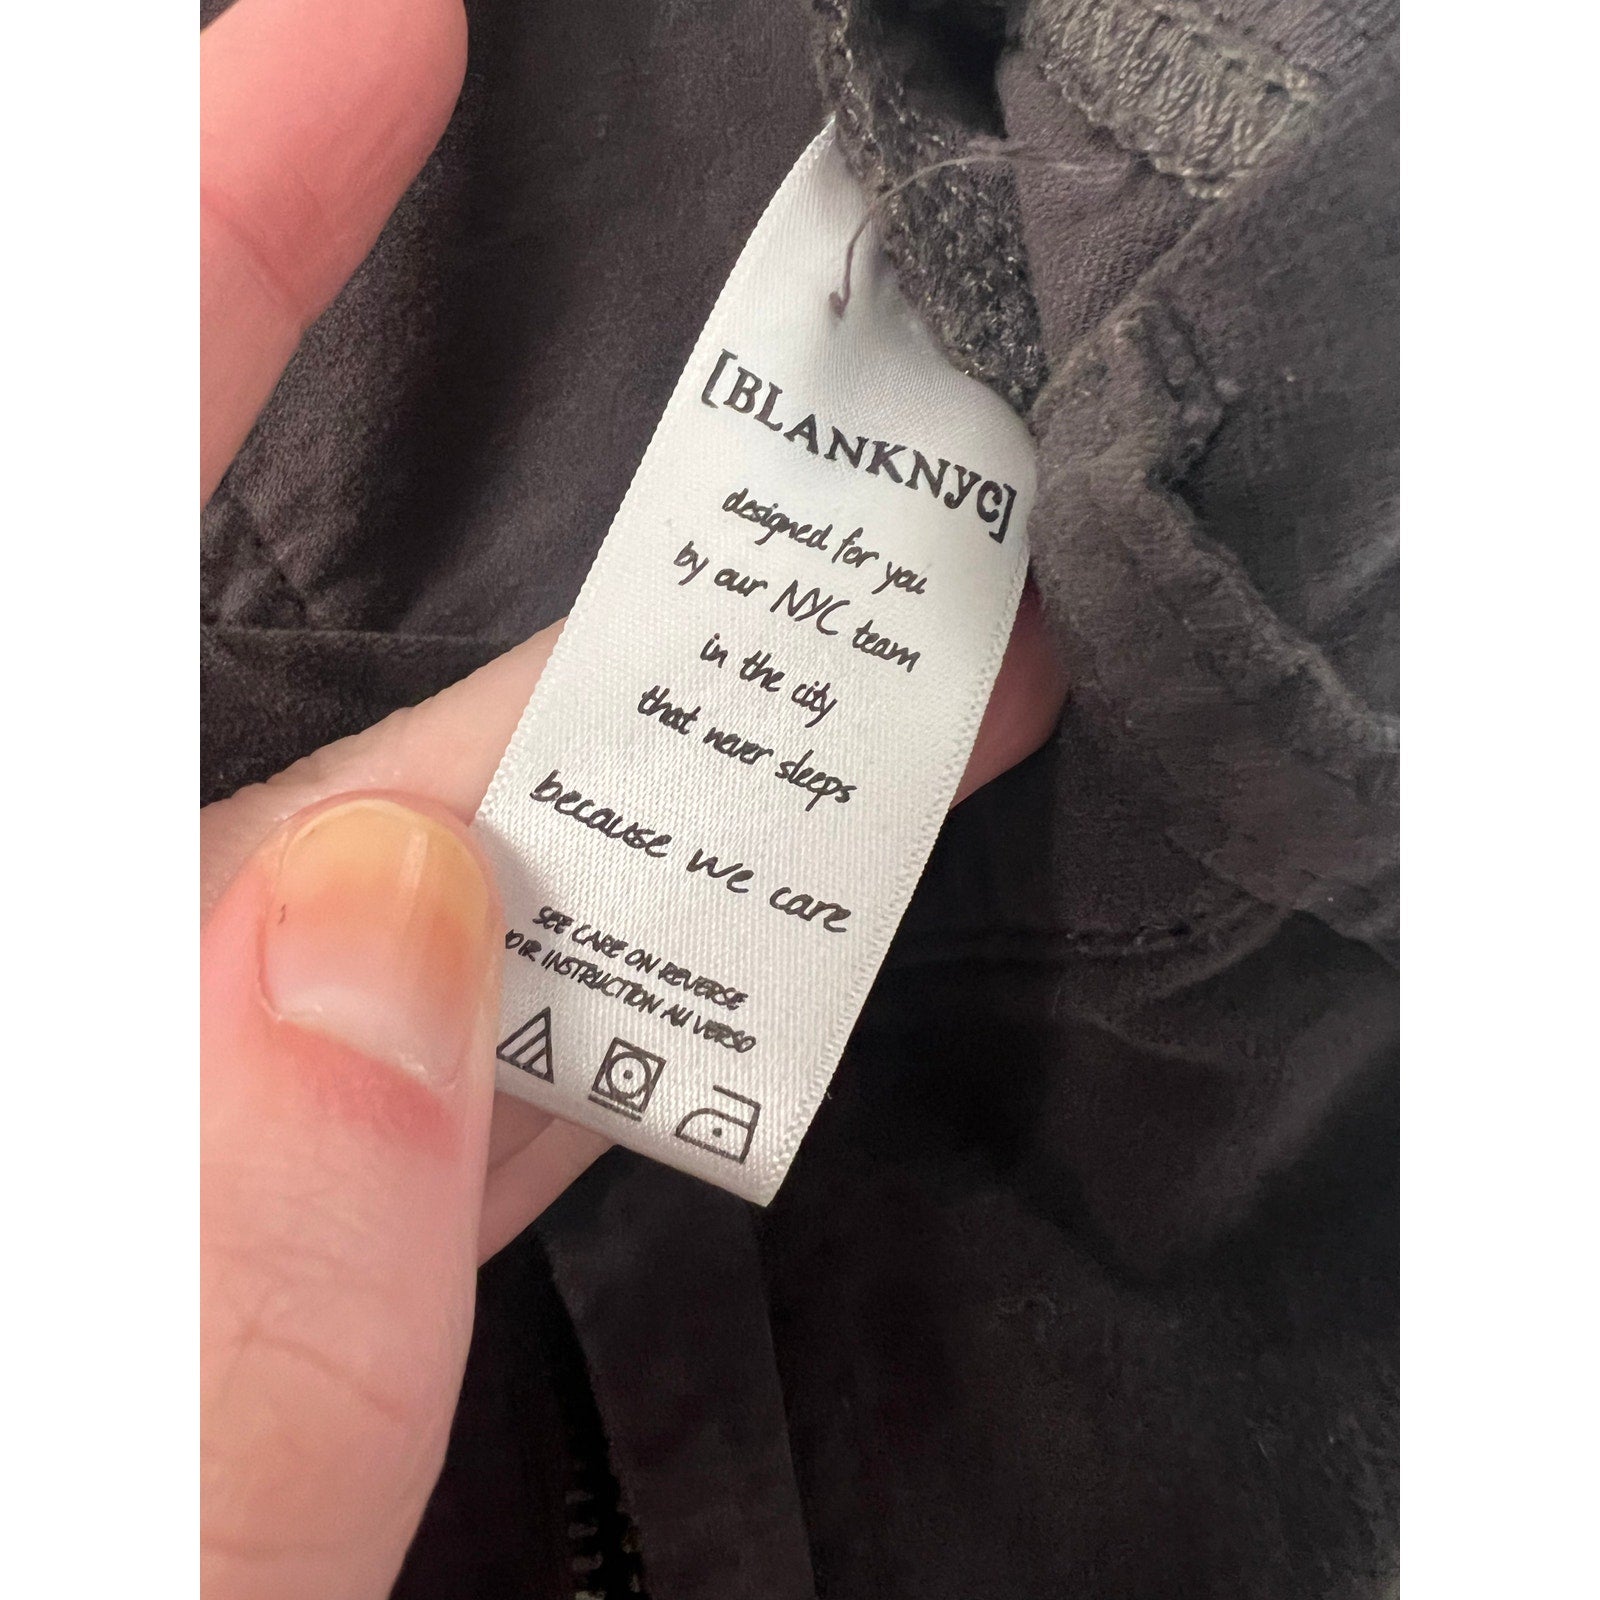 [BLANKNYC]
designed for you
by our NYC team
in the city
that never sleeps
because we care
SEE CARE ON REVERSE
OIR INSTRUCTION AU VERSO